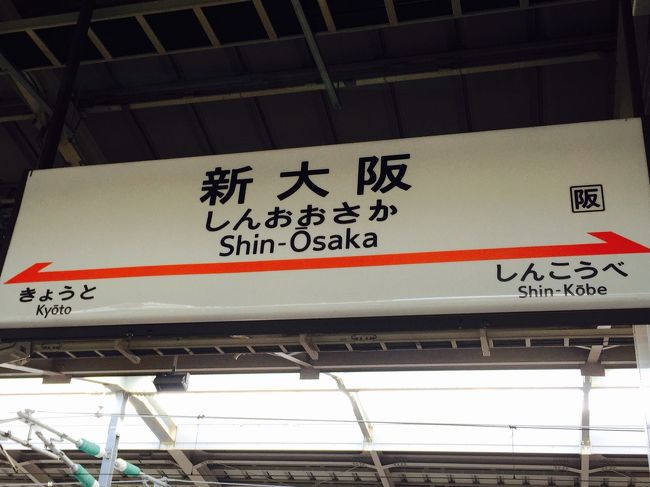 新大阪
しんおおさか
Shin-Ōsaka
阪
きょうと
Kyōto
しんこうべ
Shin-Kōbe